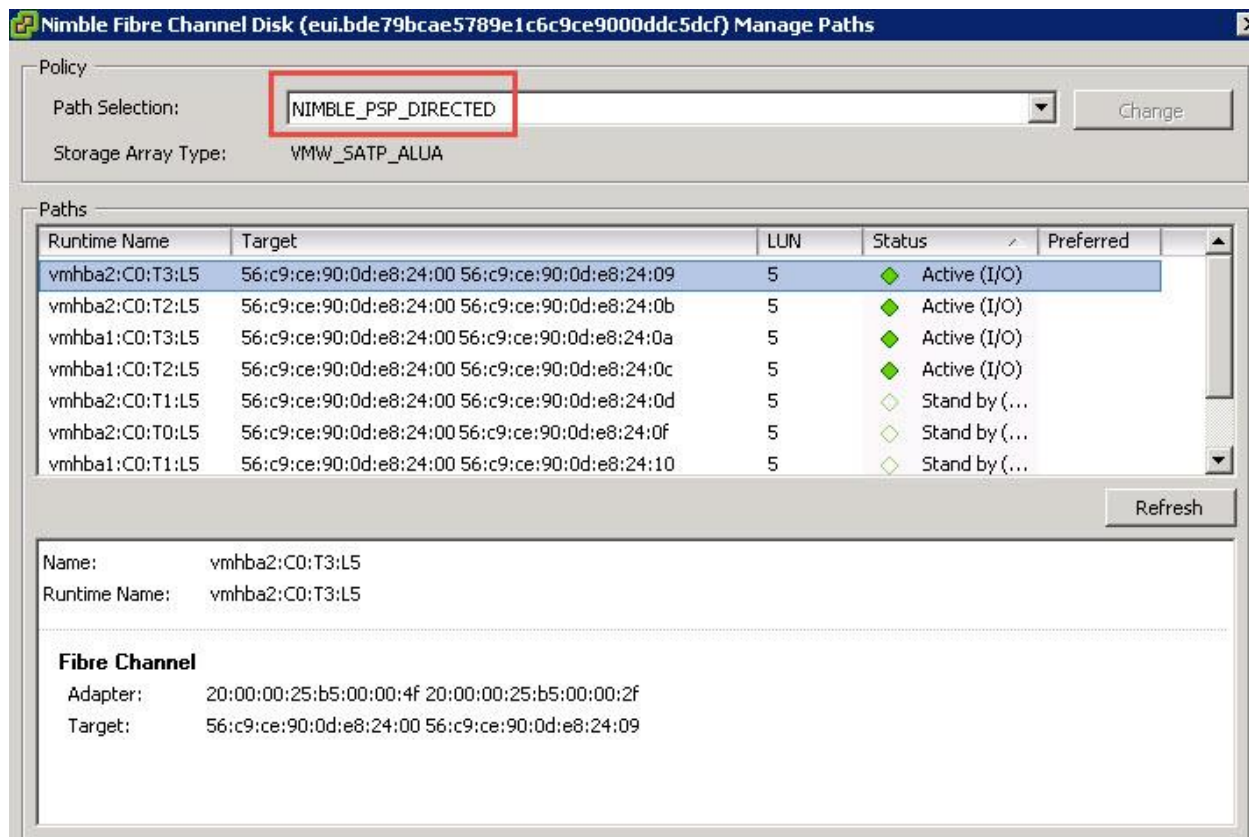 Nimble Fibre Channel Disk (eui.bde79bcae5789e1c6c9ce9000ddc5dcf) Manage Paths
Policy
Path Selection: NIMBLE_PSP_DIRECTED Change
Storage Array Type: VMW_SATP_ALUA
Paths
Runtime Name Target LUN Status Preferred
vmhba2:C0:T3:L5 56:c9:ce:90:0d:e8:24:00 56:c9:ce:90:0d:e8:24:09 5 Active (I/O)
vmhba2:C0:T2:L5 56:c9:ce:90:0d:e8:24:00 56:c9:ce:90:0d:e8:24:0b 5 Active (I/O)
vmhba1:C0:T3:L5 56:c9:ce:90:0d:e8:24:00 56:c9:ce:90:0d:e8:24:0a 5 Active (I/O)
vmhba1:C0:T2:L5 56:c9:ce:90:0d:e8:24:00 56:c9:ce:90:0d:e8:24:0c 5 Active (I/O)
vmhba2:C0:T1:L5 56:c9:ce:90:0d:e8:24:00 56:c9:ce:90:0d:e8:24:0d 5 Stand by (...
vmhba2:C0:T0:L5 56:c9:ce:90:0d:e8:24:00 56:c9:ce:90:0d:e8:24:0f 5 Stand by (...
vmhba1:C0:T1:L5 56:c9:ce:90:0d:e8:24:00 56:c9:ce:90:0d:e8:24:10 5 Stand by (...
Refresh
Name: vmhba2:C0:T3:L5
Runtime Name: vmhba2:C0:T3:L5
Fibre Channel
Adapter: 20:00:00:25:b5:00:00:4f 20:00:00:25:b5:00:00:2f
Target: 56:c9:ce:90:0d:e8:24:00 56:c9:ce:90:0d:e8:24:09